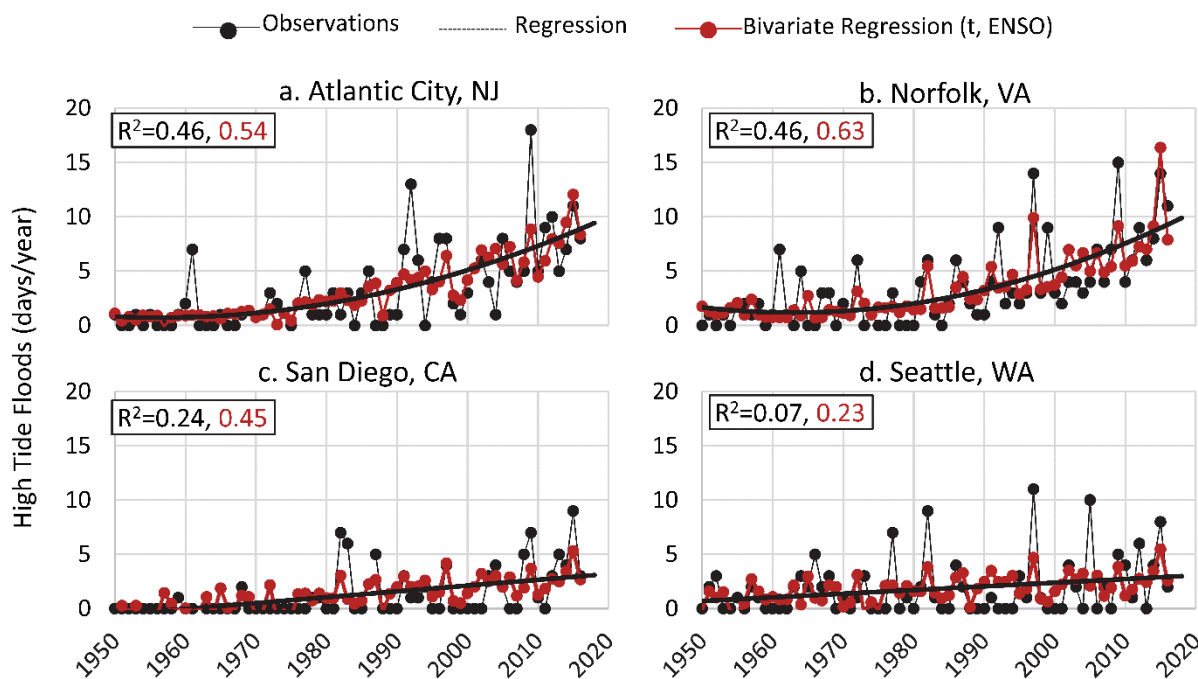 Observations Regression Bivariate Regression (t, ENSO)
a. Atlantic City, NJ
b. Norfolk, VA
20
15
10
5
0
R²=0.46, 0.54
20
15
10
5
0
R²=0.46, 0.63
High Tide Floods (days/year)
c. San Diego, CA
d. Seattle, WA
20
15
10
5
0
R²=0.24, 0.45
20
15
10
5
0
R²=0.07, 0.23
1950 1960 1970 1980 1990 2000 2010 2020
1950 1960 1970 1980 1990 2000 2010 2020